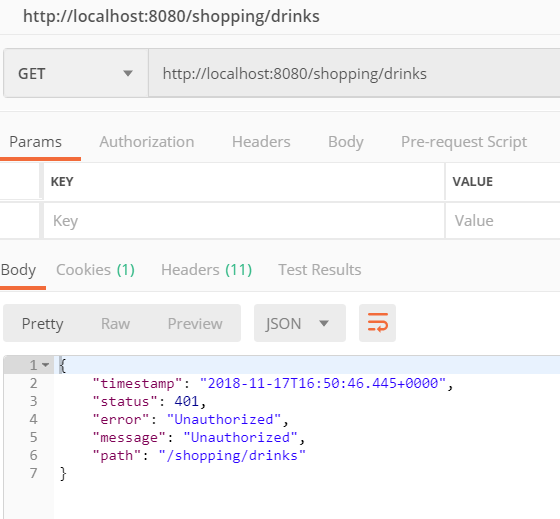 http://localhost:8080/shopping/drinks
GET http://localhost:8080/shopping/drinks
Params Authorization Headers Body Pre-request Script
KEY VALUE
Key Value
Body Cookies (1) Headers (11) Test Results
Pretty Raw Preview JSON
1 {
2 "timestamp": "2018-11-17T16:50:46.445+0000",
3 "status": 401,
4 "error": "Unauthorized",
5 "message": "Unauthorized",
6 "path": "/shopping/drinks"
7 }